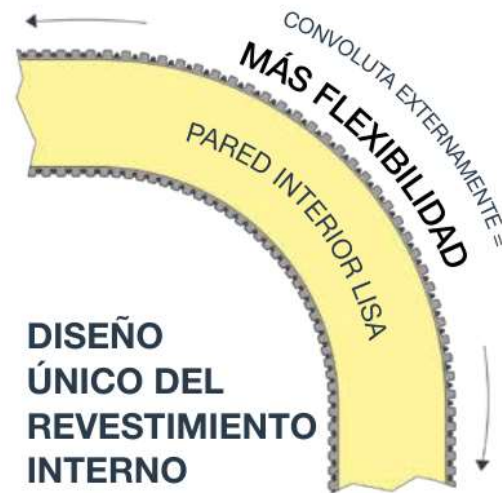 CONVOLUTA EXTERNAMENTE =
MÁS FLEXIBILIDAD
PARED INTERIOR LISA
DISEÑO
ÚNICO DEL
REVESTIMIENTO
INTERNO